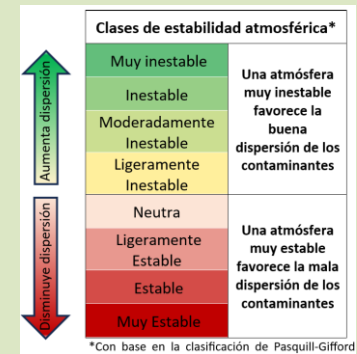 Clases de estabilidad atmosférica*
Aumenta dispersión
Muy inestable
Inestable
Moderadamente
Inestable
Ligeramente
Inestable
Una atmósfera
muy inestable
favorece la
buena
dispersión de los
contaminantes
Disminuye dispersión
Neutra
Ligeramente
Estable
Estable
Muy Estable
Una atmósfera
muy estable
favorece la mala
dispersión de los
contaminantes
*Con base en la clasificación de Pasquill-Gifford